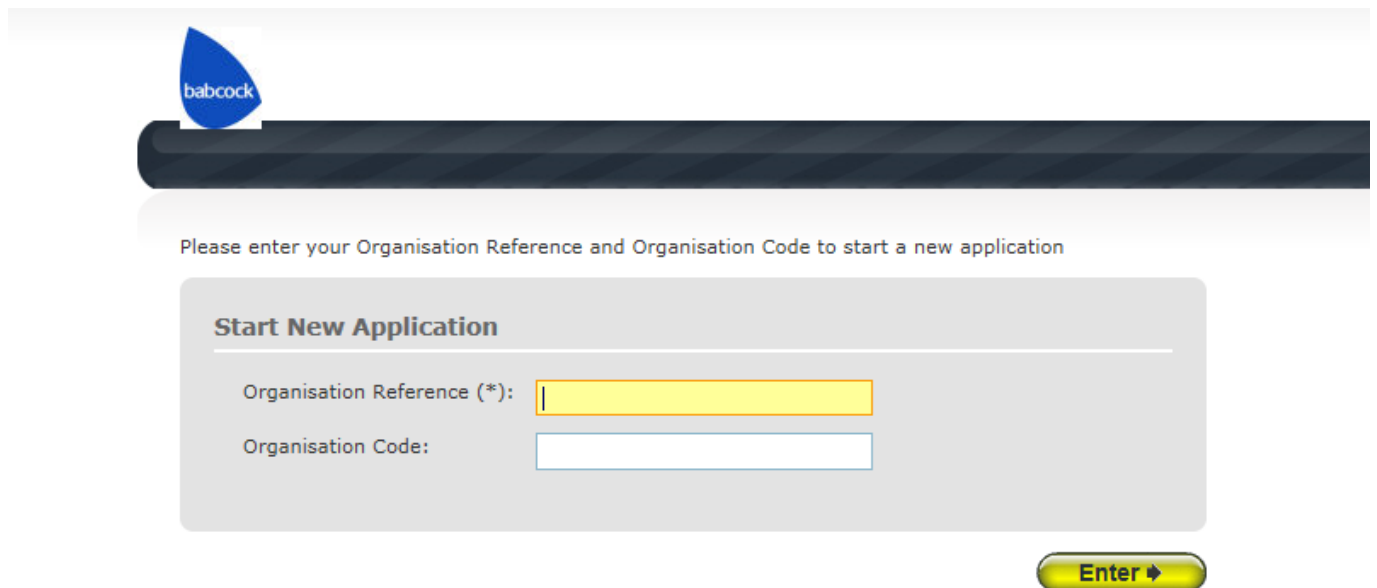 babcock
Please enter your Organisation Reference and Organisation Code to start a new application
Start New Application
Organisation Reference (*):
Organisation Code:
Enter